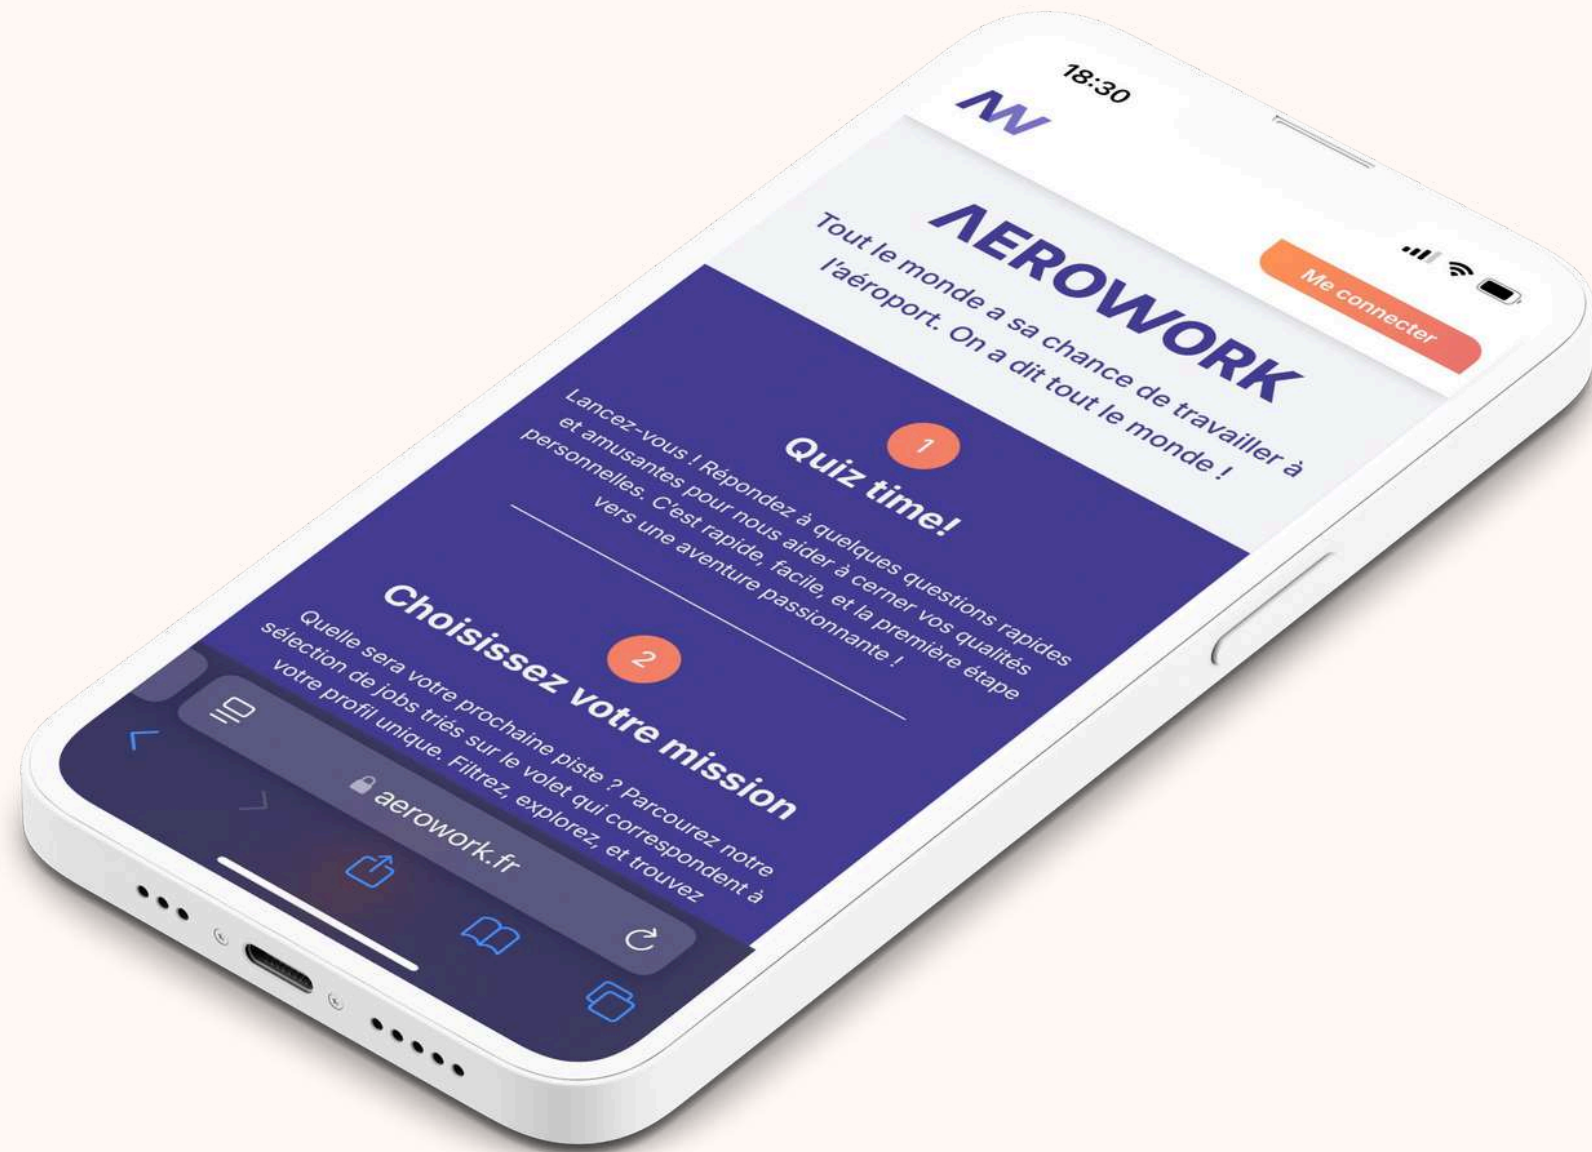 18:30
AW
Me connecter
AEROWORK
Tout le monde a sa chance de travailler à
l'aéroport. On a dit tout le monde !
1
Quiz time!
Lancez-vous ! Répondez à quelques questions rapides
et amusantes pour nous aider à cerner vos qualités
personnelles. C'est rapide, facile, et la première étape
vers une aventure passionnante !
2
Choisissez votre mission
Quelle sera votre prochaine piste ? Parcourez notre
sélection de jobs triés sur le volet qui correspondent à
votre profil unique. Filtrez, explorez, et trouvez
aerowork.fr